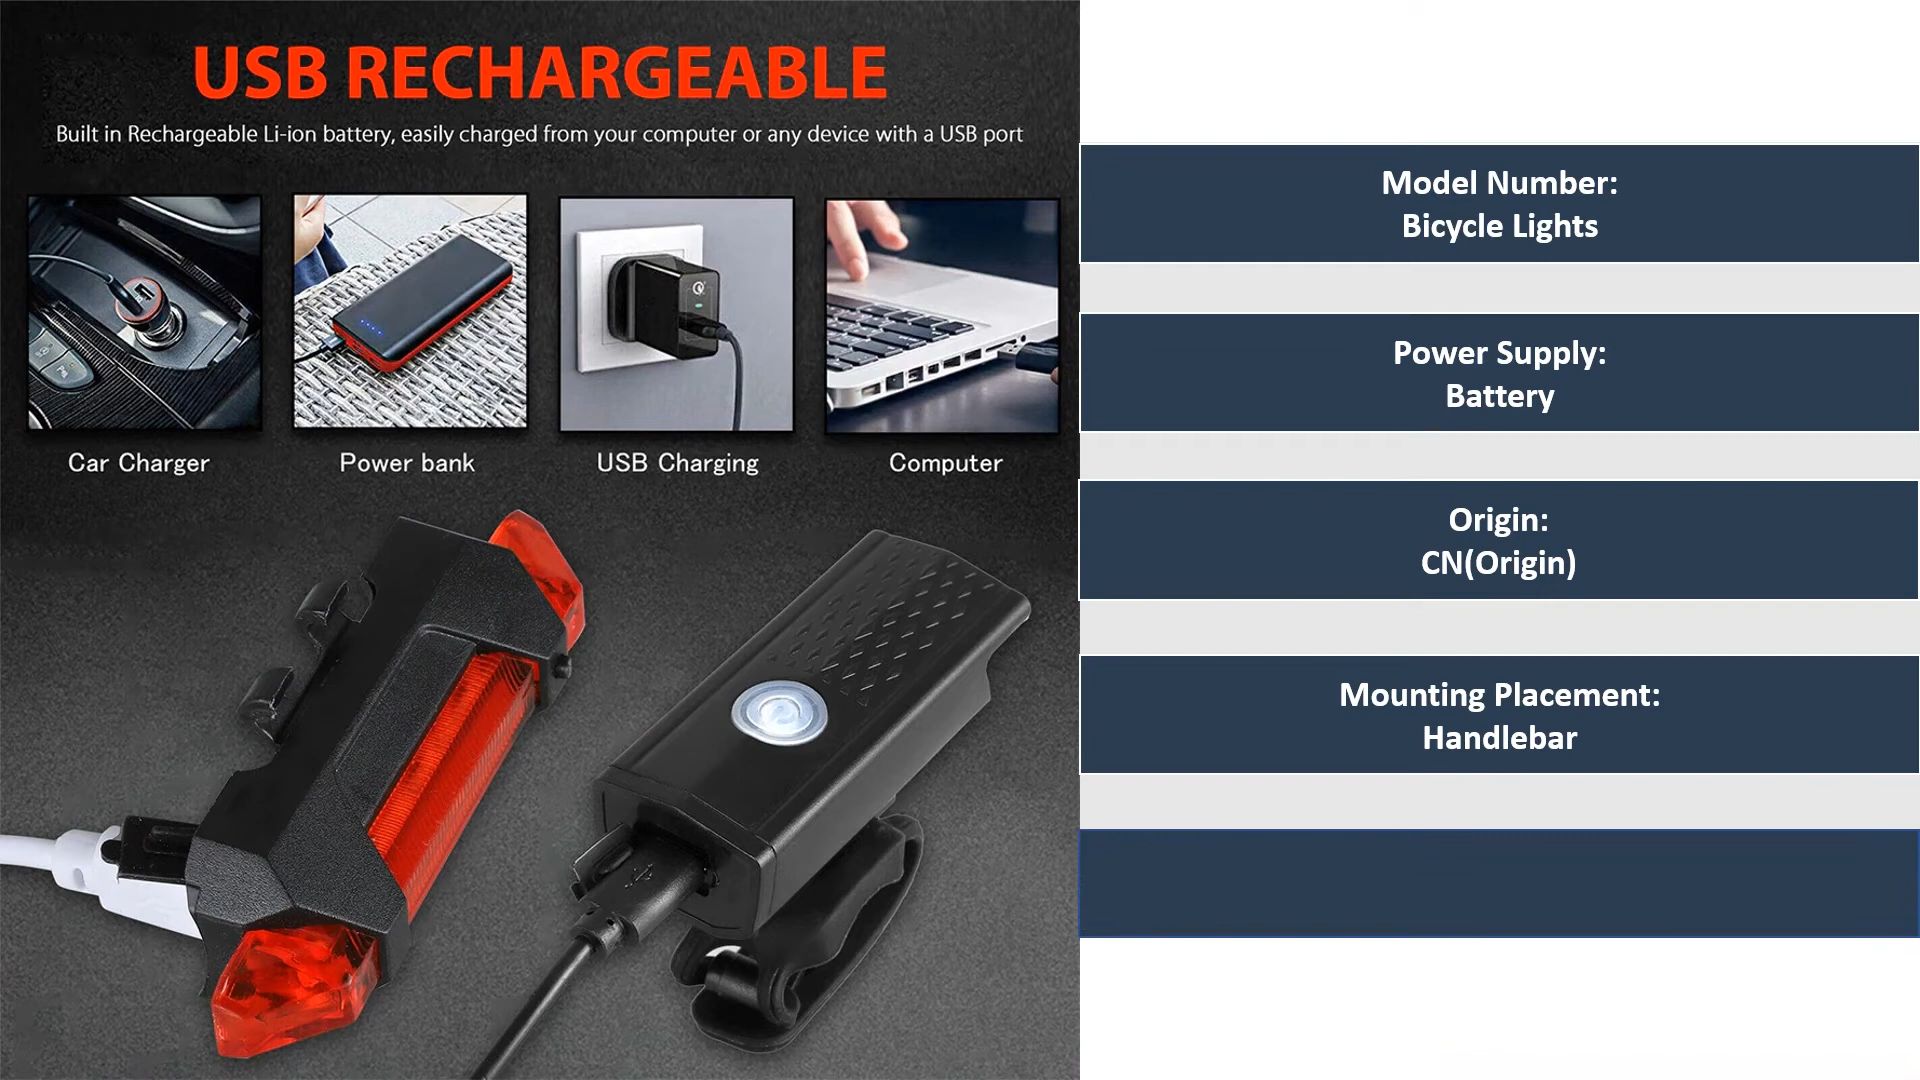 USB RECHARGEABLE
Built in Rechargeable Li-ion battery, easily charged from your computer or any device with a USB port
Car Charger
Power bank
USB Charging
Computer
Model Number:
Bicycle Lights
Power Supply:
Battery
Origin:
CN(Origin)
Mounting Placement:
Handlebar